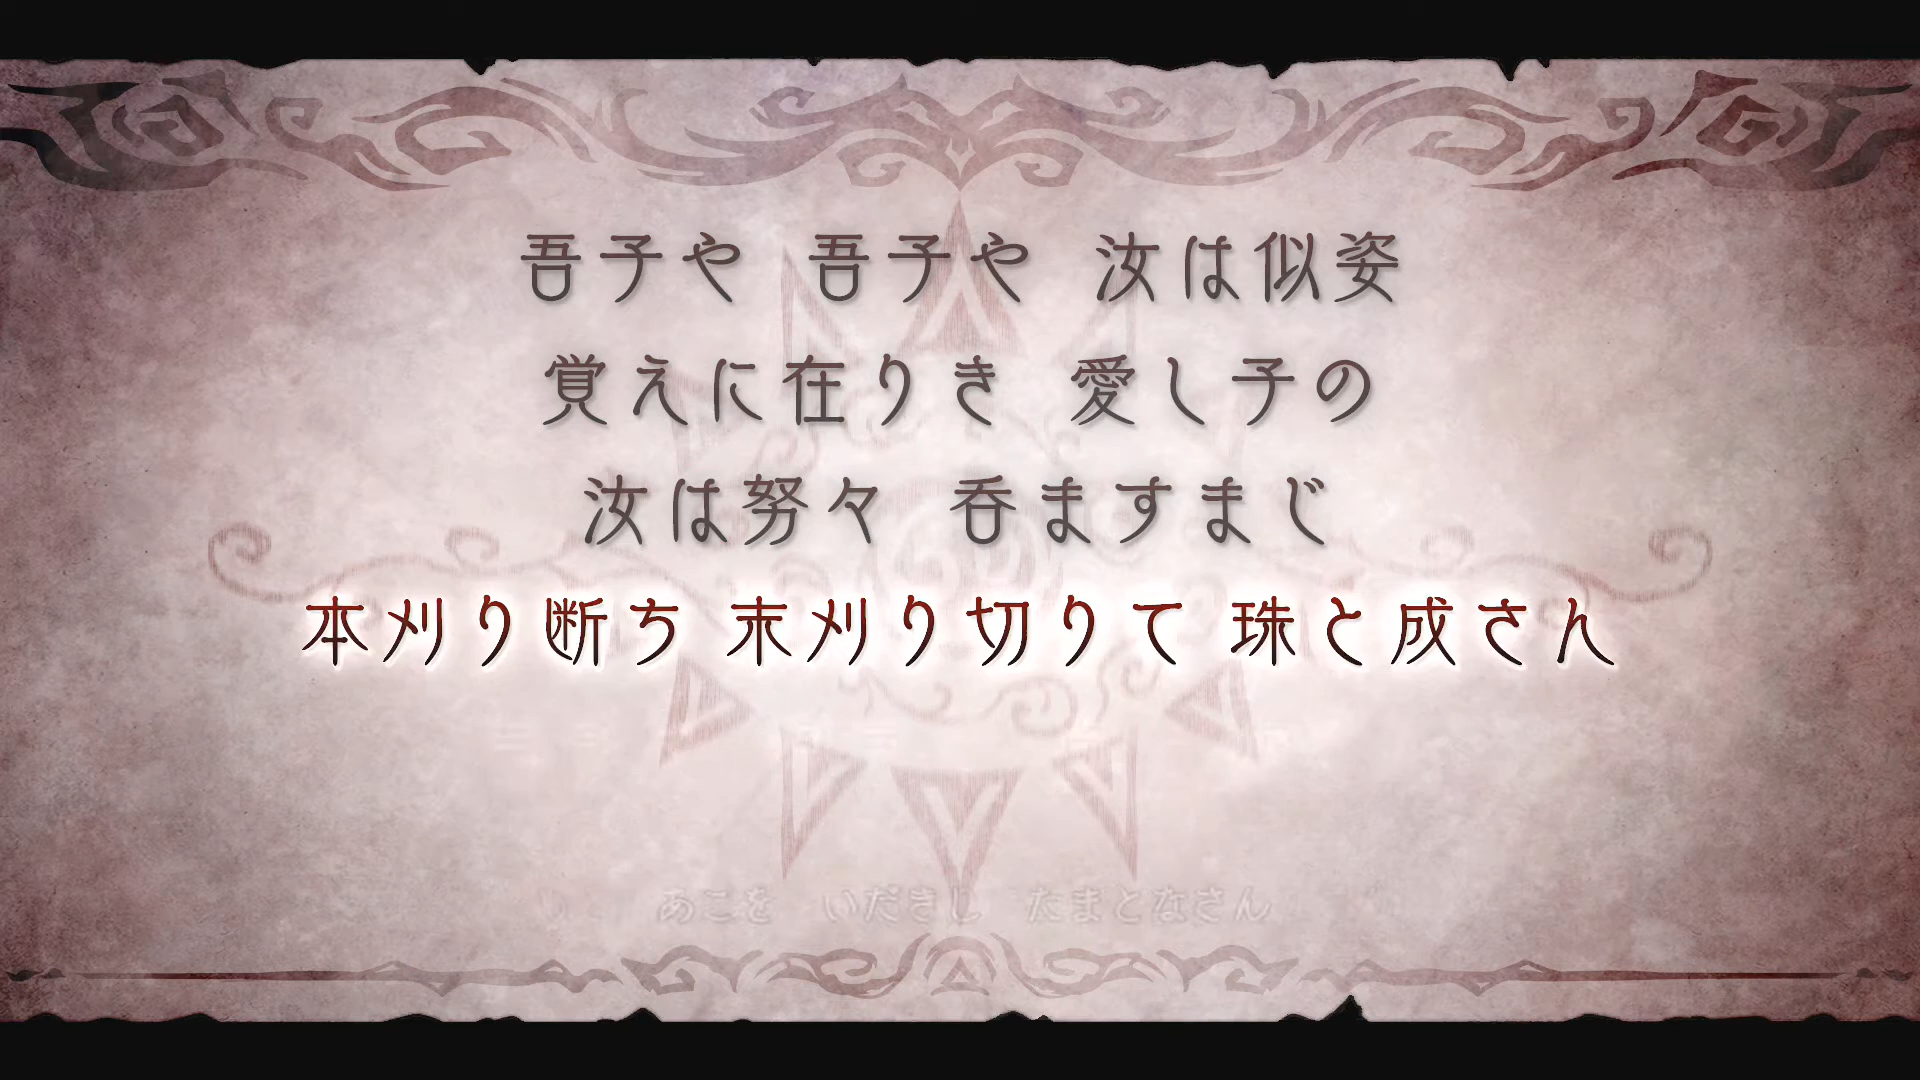 吾子や 吾子や 汝は似姿
覚えに在りき 愛し子の
汝は努々 呑ますまじ
本刈り断ち 末刈り切りて 珠と成さん
あこを いだきし たまとなさん